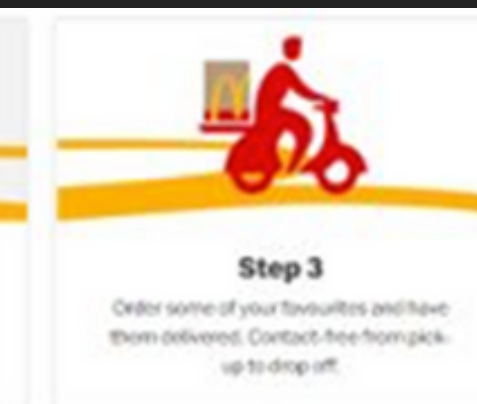 Step 3
Order some of your favourites and have
them delivered. Contact-free from pick-
up to drop off.